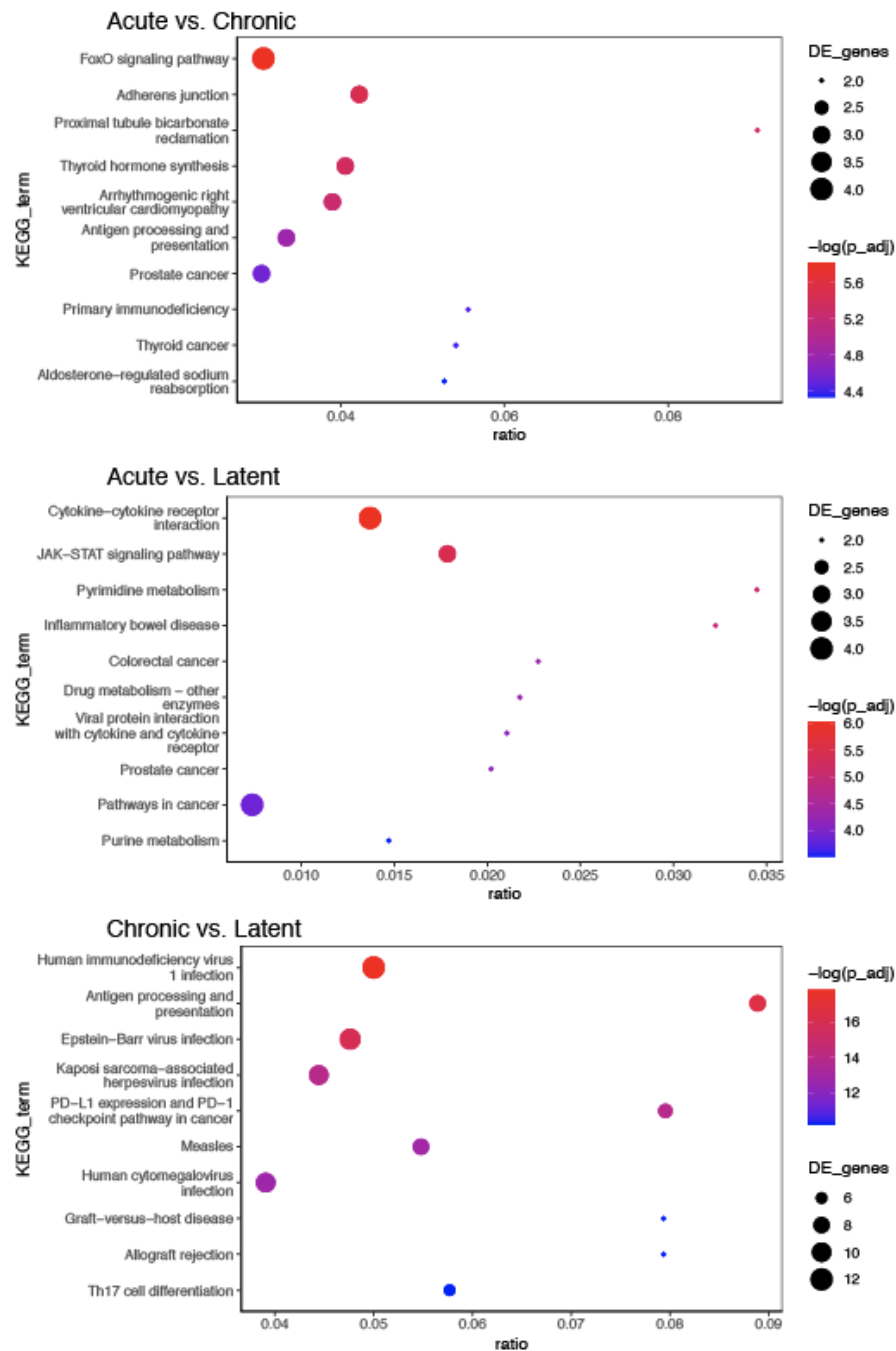 Acute vs. Chronic
KEGG_term
FoxO signaling pathway
Adherens junction
Proximal tubule bicarbonate
reclamation
Thyroid hormone synthesis
Arrhythmogenic right
ventricular cardiomyopathy
Antigen processing and
presentation
Prostate cancer
Primary immunodeficiency
Thyroid cancer
Aldosterone−regulated sodium
reabsorption
0.04 0.06 0.08
ratio
DE_genes
2.0
2.5
3.0
3.5
4.0
−log(p_adj)
5.6
5.2
4.8
4.4
Acute vs. Latent
KEGG_term
Cytokine−cytokine receptor
interaction
JAK−STAT signaling pathway
Pyrimidine metabolism
Inflammatory bowel disease
Colorectal cancer
Drug metabolism − other
enzymes
Viral protein interaction
with cytokine and cytokine
receptor
Prostate cancer
Pathways in cancer
Purine metabolism
0.010 0.015 0.020 0.025 0.030 0.035
ratio
DE_genes
2.0
2.5
3.0
3.5
4.0
−log(p_adj)
6.0
5.5
5.0
4.5
4.0
Chronic vs. Latent
KEGG_term
Human immunodeficiency virus
1 infection
Antigen processing and
presentation
Epstein−Barr virus infection
Kaposi sarcoma−associated
herpesvirus infection
PD−L1 expression and PD−1
checkpoint pathway in cancer
Measles
Human cytomegalovirus
infection
Graft−versus−host disease
Allograft rejection
Th17 cell differentiation
0.04 0.05 0.06 0.07 0.08 0.09
ratio
−log(p_adj)
16
14
12
DE_genes
6
8
10
12